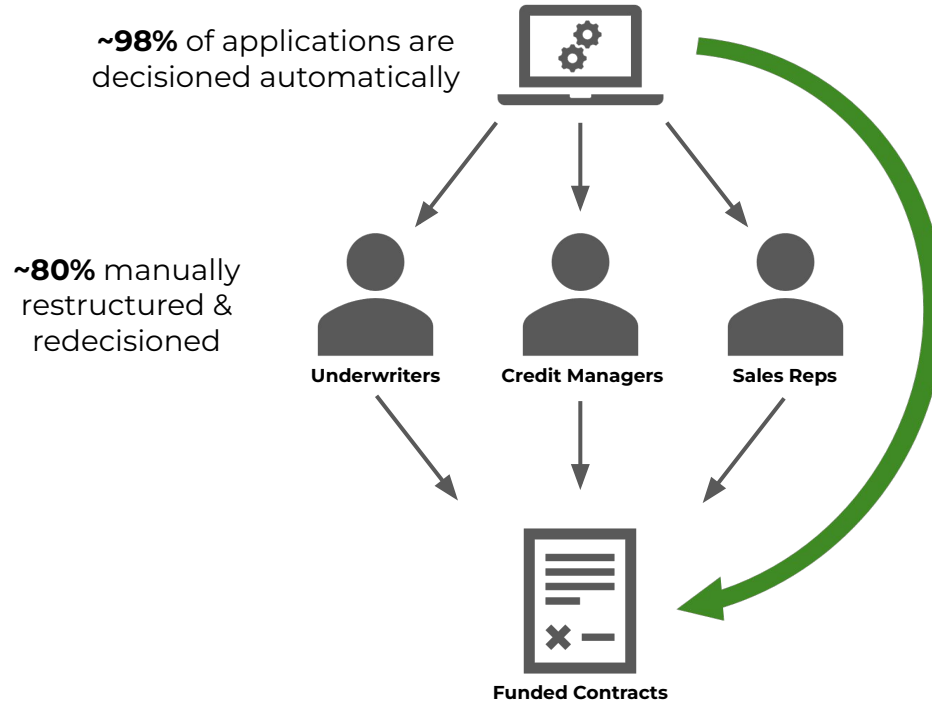 ~98% of applications are
decisioned automatically
~80% manually
restructured &
redecisioned
Underwriters
Credit Managers
Sales Reps
Funded Contracts